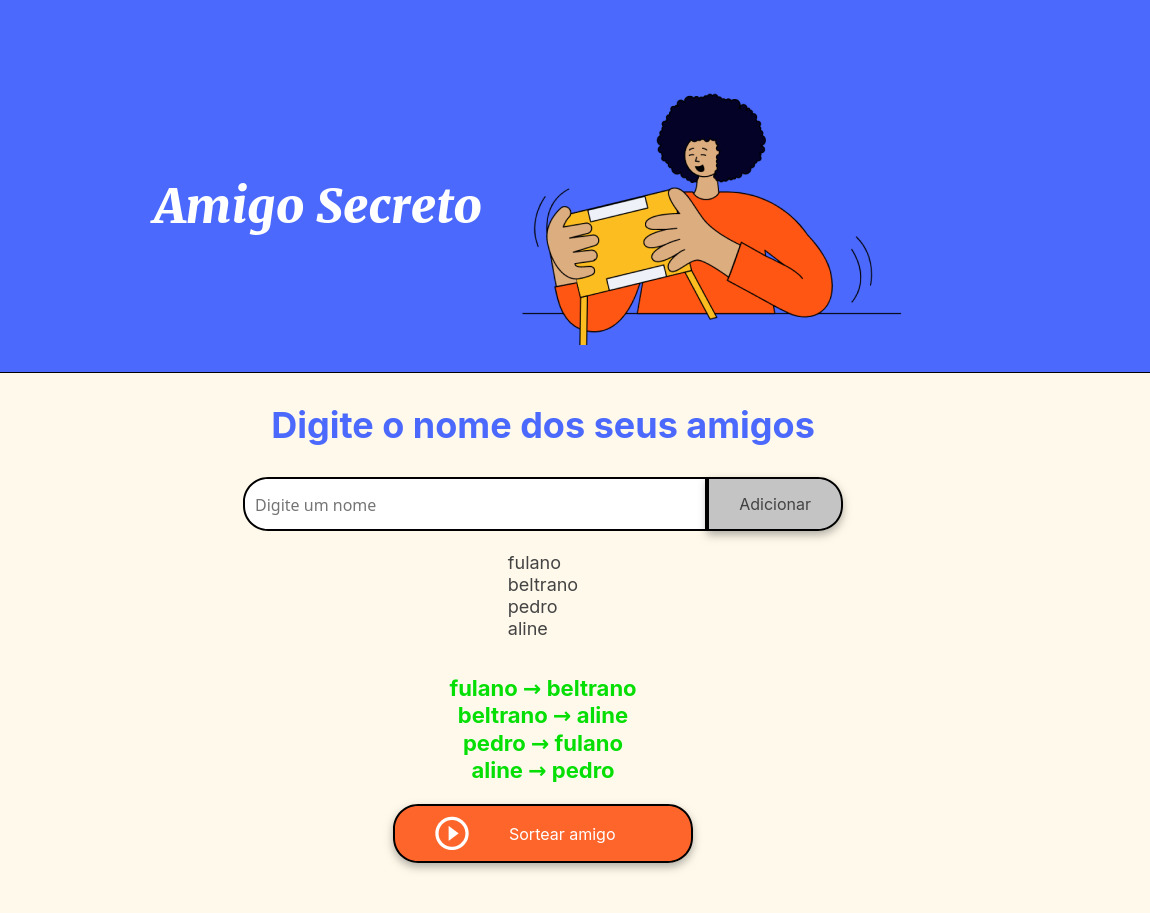 Amigo Secreto
Digite o nome dos seus amigos
Digite um nome
Adicionar
fulano
beltrano
pedro
aline
fulano → beltrano
beltrano → aline
pedro → fulano
aline → pedro
Sortear amigo